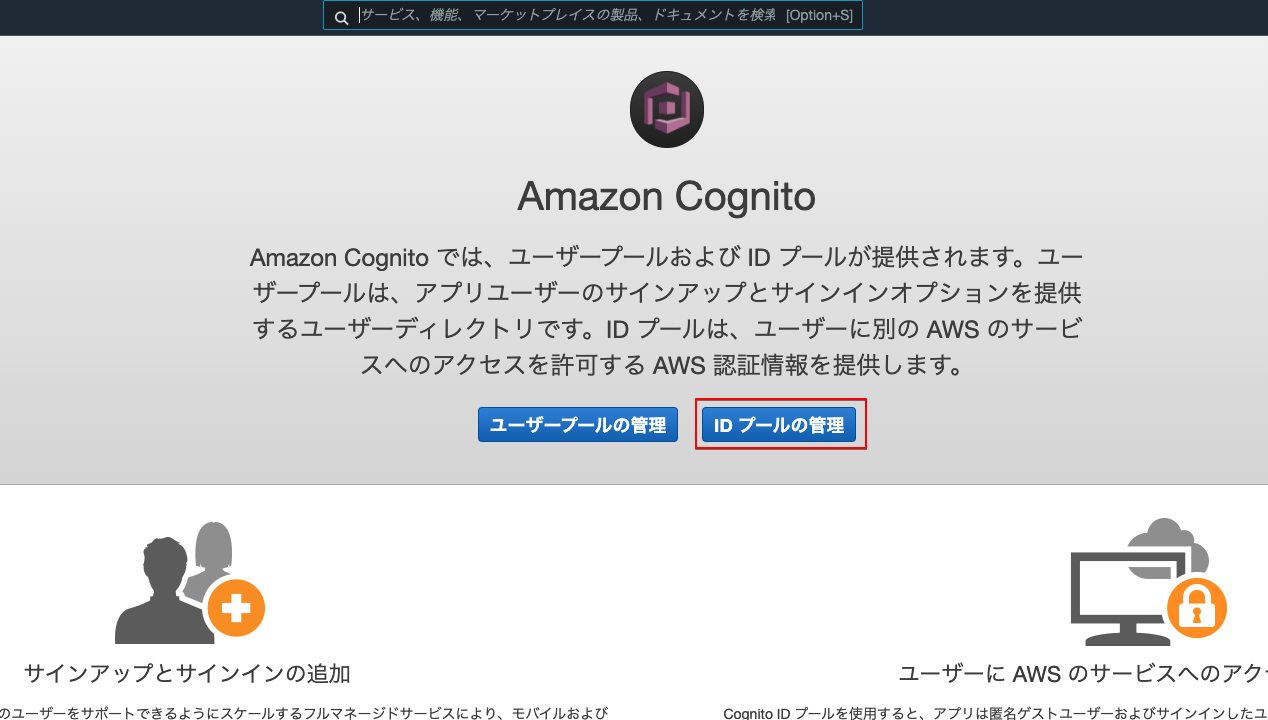 サービス、機能、マーケットプレイスの製品、ドキュメントを検索 [Option+S]
Amazon Cognito
Amazon Cognito では、ユーザープールおよび ID プールが提供されます。ユー
ザープールは、アプリユーザーのサインアップとサインインオプションを提供
するユーザーディレクトリです。ID プールは、ユーザーに別の AWS のサービ
スへのアクセスを許可する AWS 認証情報を提供します。
ユーザープールの管理 ID プールの管理
サインアップとサインインの追加
ユーザーに AWS のサービスへのアク
のユーザーをサポートできるようにスケールするフルマネージドサービスにより、モバイルおよび
Cognito ID プールを使用すると、アプリは匿名ゲストユーザーおよびサインインしたユ